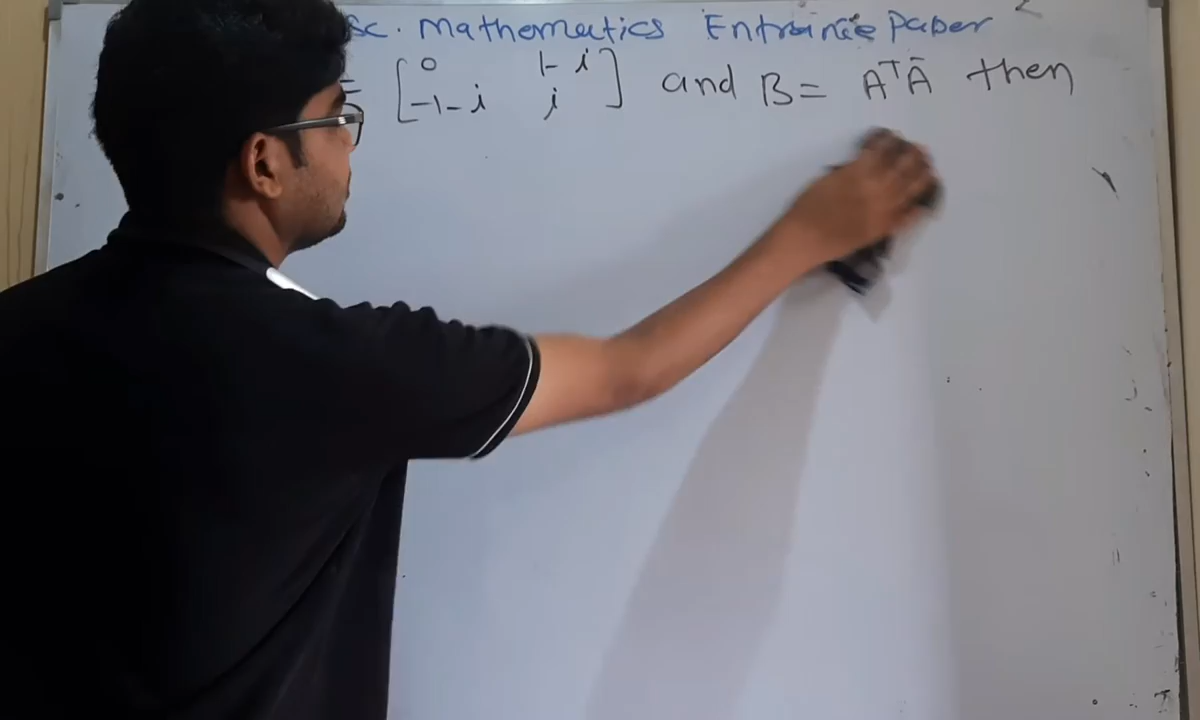 sc. Mathematics Entrance Paper
= [ 0 1-i ] and B = AᵀĀ then
-1-i i